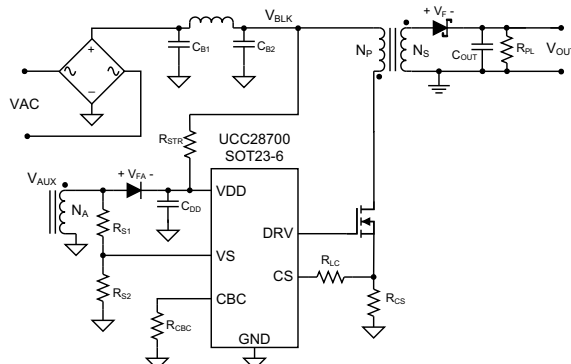 + VF -
VBLK
VOUT
NP
NS
COUT
RPL
CB1
CB2
+
−
VAC
RSTR
UCC28700
SOT23-6
VAUX
+ VFA -
VDD
NA
CDD
RS1
DRV
VS
RLC
CS
RS2
CBC
RCS
RCBC
GND